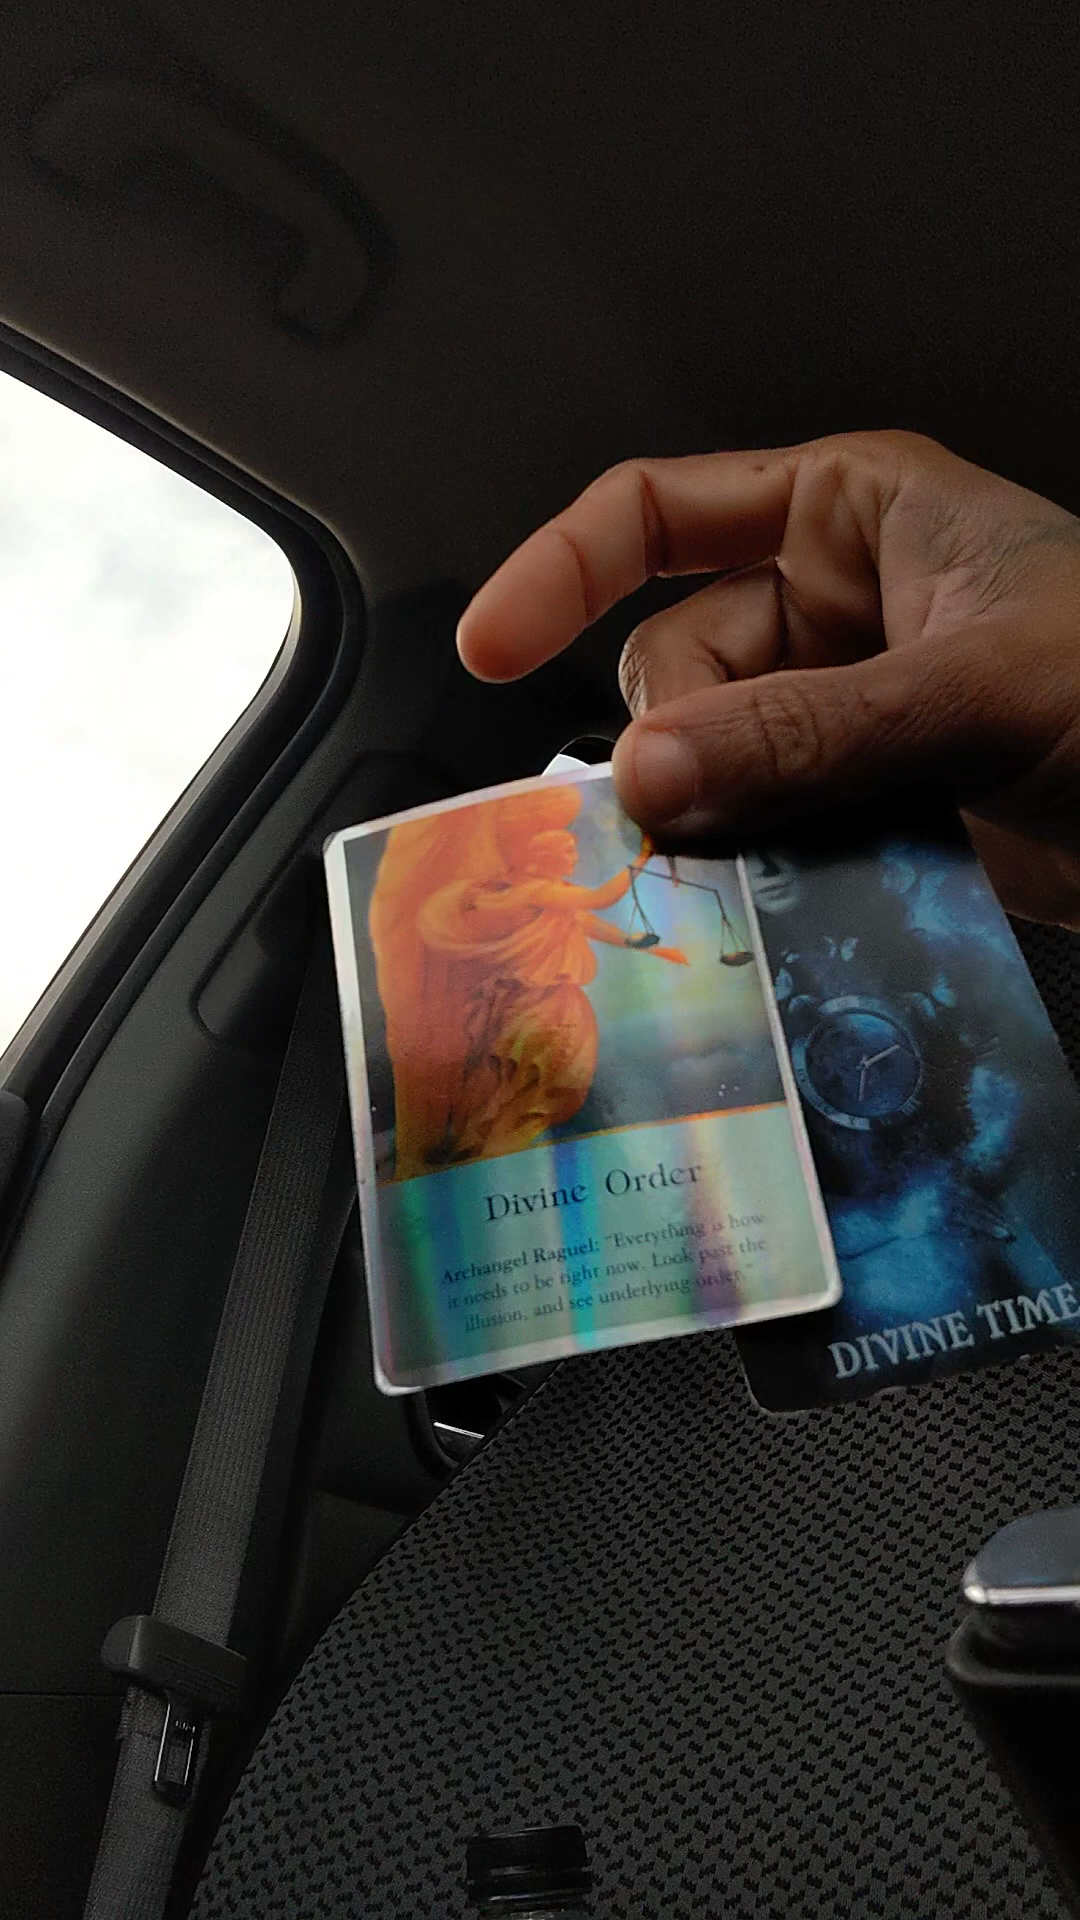 Divine Order
Archangel Raguel: "Everything is how
it needs to be right now. Look past the
illusion, and see underlying order."
DIVINE TIME